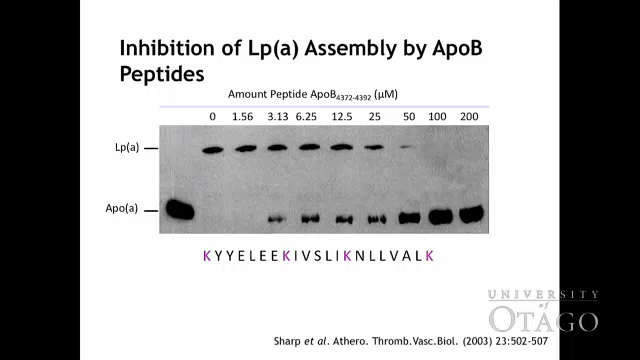 Inhibition of Lp(a) Assembly by ApoB
Peptides
Amount Peptide ApoB4372-4392 (µM)
0 1.56 3.13 6.25 12.5 25 50 100 200
Lp(a)
Apo(a)
KYYELEEKIVSLIKNLLVALK
UNIVERSITY
of
OTAGO
Sharp et al. Athero. Thromb.Vasc.Biol. (2003) 23:502-507